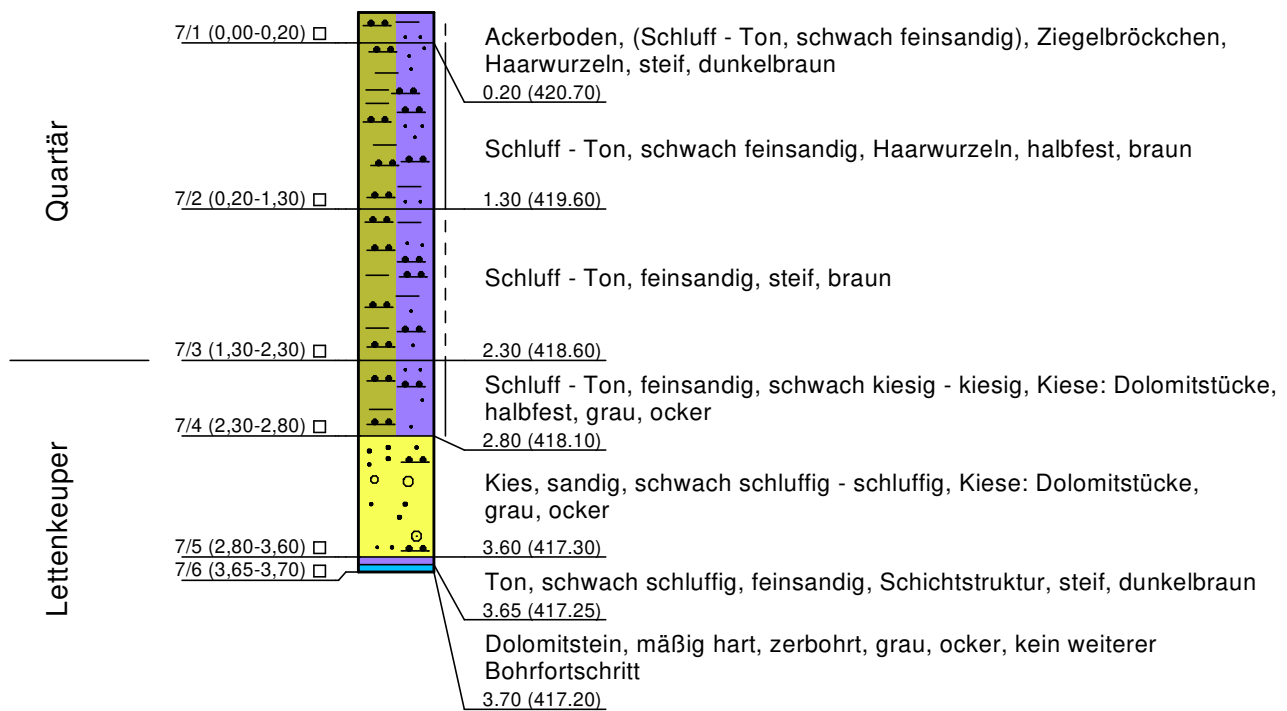 7/1 (0,00-0,20)
Ackerboden, (Schluff - Ton, schwach feinsandig), Ziegelbröckchen,
Haarwurzeln, steif, dunkelbraun
0.20 (420.70)
Quartär
Schluff - Ton, schwach feinsandig, Haarwurzeln, halbfest, braun
7/2 (0,20-1,30)
1.30 (419.60)
Schluff - Ton, feinsandig, steif, braun
7/3 (1,30-2,30)
2.30 (418.60)
Schluff - Ton, feinsandig, schwach kiesig - kiesig, Kiese: Dolomitstücke,
halbfest, grau, ocker
7/4 (2,30-2,80)
2.80 (418.10)
Lettenkeuper
Kies, sandig, schwach schluffig - schluffig, Kiese: Dolomitstücke,
grau, ocker
7/5 (2,80-3,60)
3.60 (417.30)
7/6 (3,65-3,70)
Ton, schwach schluffig, feinsandig, Schichtstruktur, steif, dunkelbraun
3.65 (417.25)
Dolomitstein, mäßig hart, zerbohrt, grau, ocker, kein weiterer
Bohrfortschritt
3.70 (417.20)